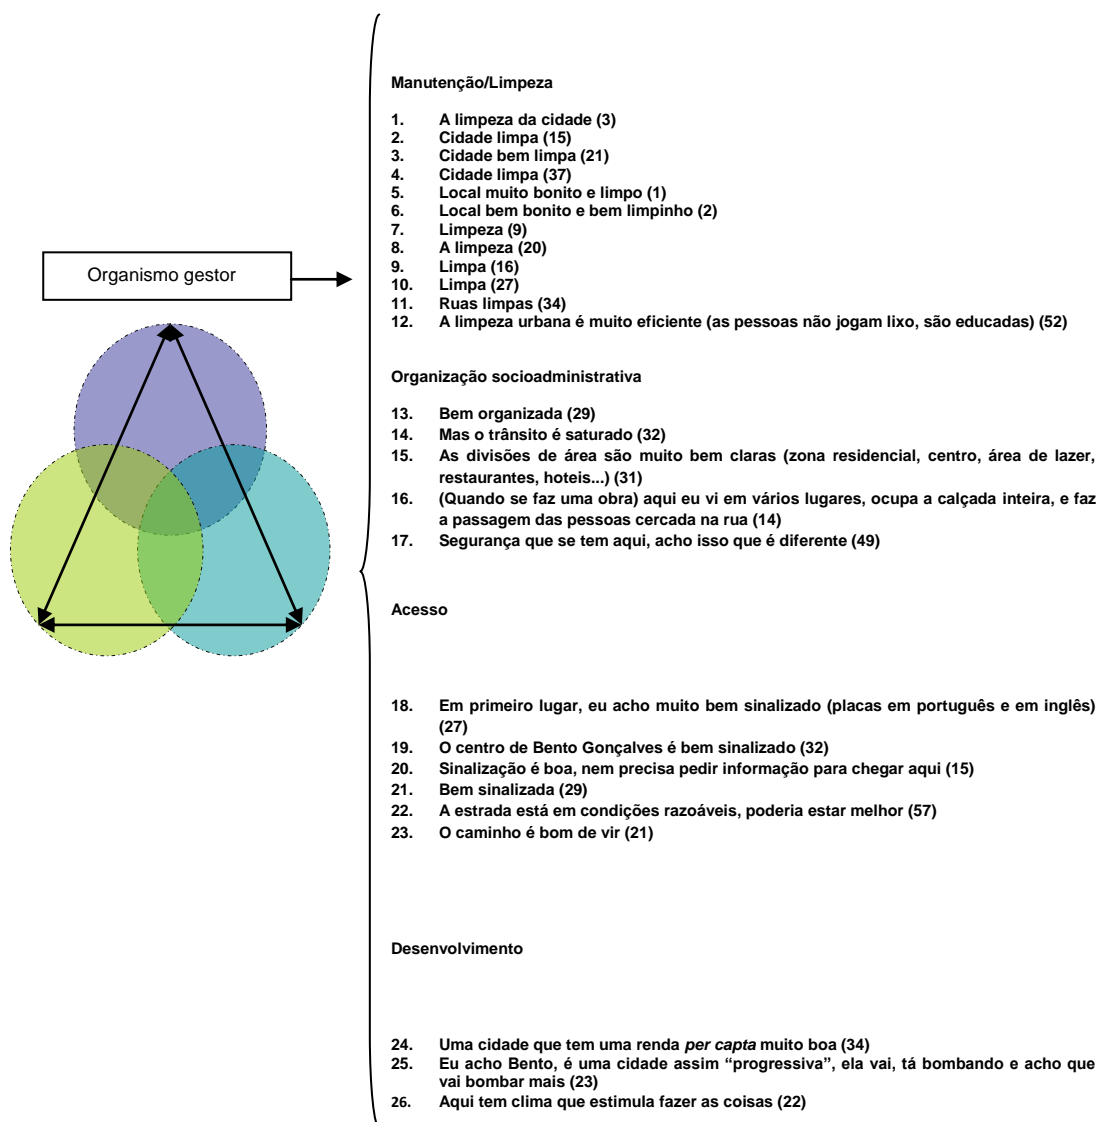 Manutenção/Limpeza
1. A limpeza da cidade (3)
2. Cidade limpa (15)
3. Cidade bem limpa (21)
4. Cidade limpa (37)
5. Local muito bonito e limpo (1)
6. Local bem bonito e bem limpinho (2)
7. Limpeza (9)
8. A limpeza (20)
9. Limpa (16)
10. Limpa (27)
11. Ruas limpas (34)
12. A limpeza urbana é muito eficiente (as pessoas não jogam lixo, são educadas) (52)
Organismo gestor
Organização socioadministrativa
13. Bem organizada (29)
14. Mas o trânsito é saturado (32)
15. As divisões de área são muito bem claras (zona residencial, centro, área de lazer,
restaurantes, hoteis...) (31)
16. (Quando se faz uma obra) aqui eu vi em vários lugares, ocupa a calçada inteira, e faz
a passagem das pessoas cercada na rua (14)
17. Segurança que se tem aqui, acho isso que é diferente (49)
Acesso
18. Em primeiro lugar, eu acho muito bem sinalizado (placas em português e em inglês)
(27)
19. O centro de Bento Gonçalves é bem sinalizado (32)
20. Sinalização é boa, nem precisa pedir informação para chegar aqui (15)
21. Bem sinalizada (29)
22. A estrada está em condições razoáveis, poderia estar melhor (57)
23. O caminho é bom de vir (21)
Desenvolvimento
24. Uma cidade que tem uma renda per capta muito boa (34)
25. Eu acho Bento, é uma cidade assim “progressiva”, ela vai, tá bombando e acho que
vai bombar mais (23)
26. Aqui tem clima que estimula fazer as coisas (22)